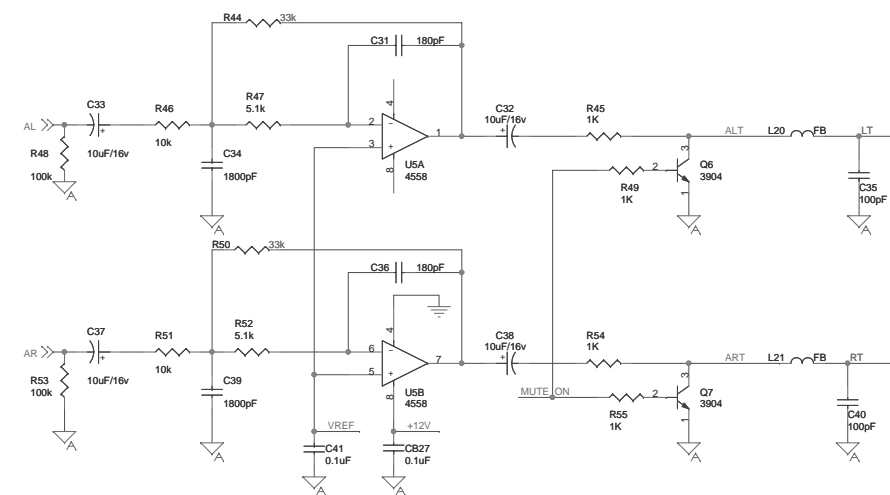 R44 33k
C31 180pF
C33
R46
R47
5.1k
4
C32
10uF/16v
R45
1K
AL
2
1
+
ALT
L20 FB
LT
R48
100k
10uF/16v
10k
C34
1800pF
3
8
U5A
4558
R49
1K
2
3
1
Q6
3904
C35
100pF
A
A
A
A
R50 33k
C36 180pF
C37
R51
R52
5.1k
4
C38
10uF/16v
R54
1K
AR
6
7
+
ART
L21 FB
RT
R53
100k
10uF/16v
10k
C39
1800pF
5
8
U5B
4558
MUTE_ON
R55
1K
2
3
1
Q7
3904
C40
100pF
A
A
A
A
VREF
+12V
C41
0.1uF
CB27
0.1uF
A
A